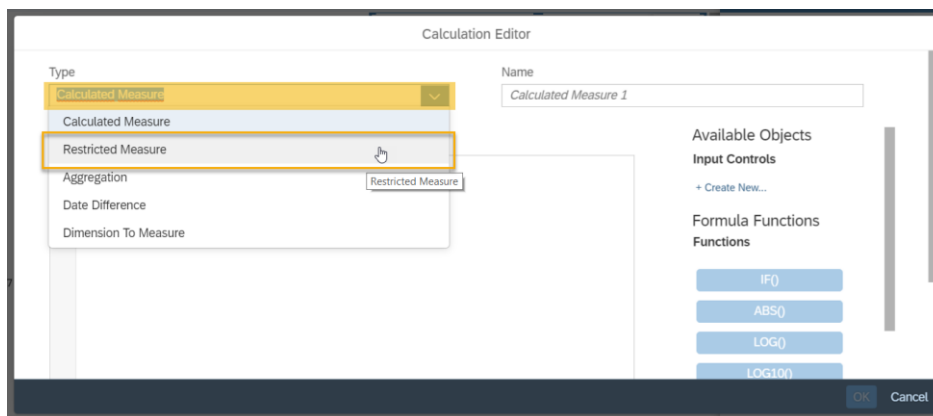 Calculation Editor
Type
Name
Calculated Measure
Calculated Measure 1
Calculated Measure
Restricted Measure
Restricted Measure
Aggregation
Date Difference
Dimension To Measure
Available Objects
Input Controls
+ Create New...
Formula Functions
Functions
IF()
ABS()
LOG()
LOG10()
7
OK
Cancel